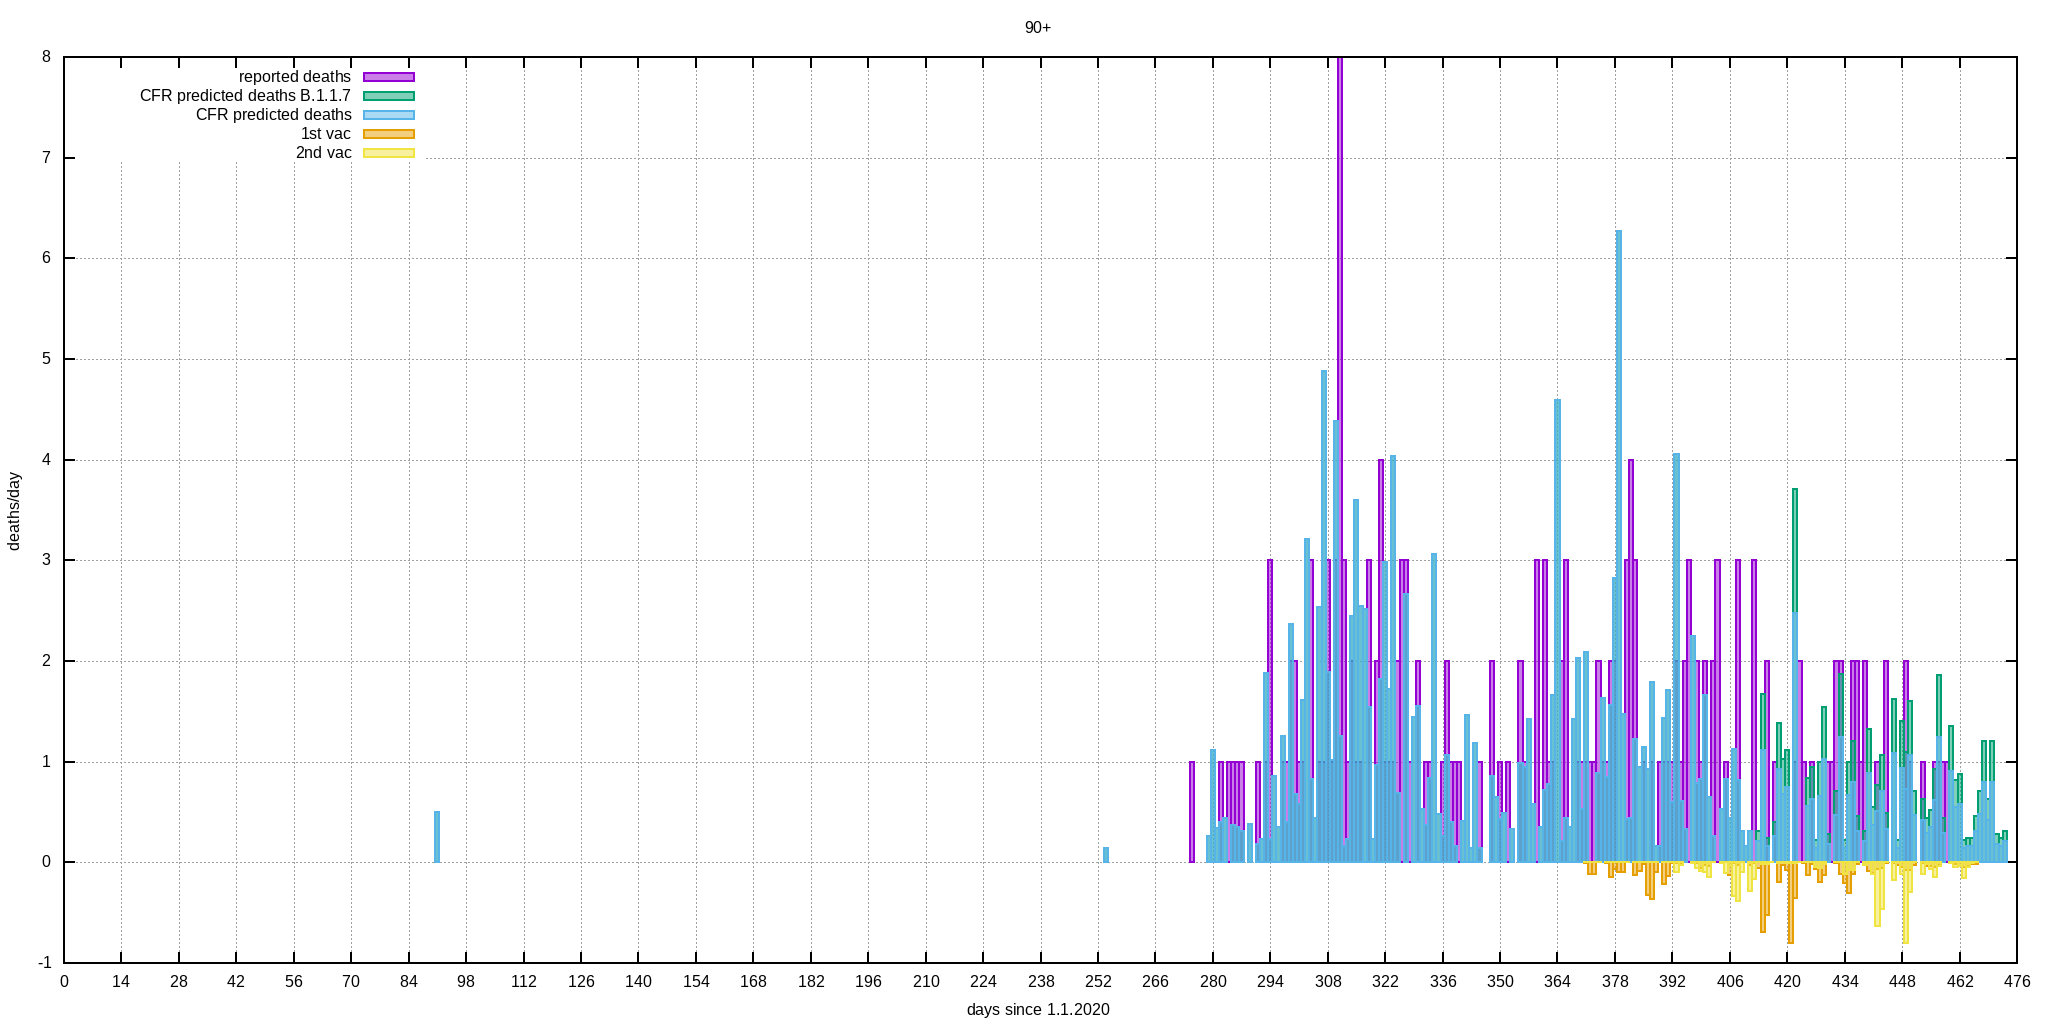 90+
8
7
6
5
4
3
2
1
0
-1
deaths/day
reported deaths
CFR predicted deaths B.1.1.7
CFR predicted deaths
1st vac
2nd vac
0 14 28 42 56 70 84 98 112 126 140 154 168 182 196 210 224 238 252 266 280 294 308 322 336 350 364 378 392 406 420 434 448 462 476
days since 1.1.2020